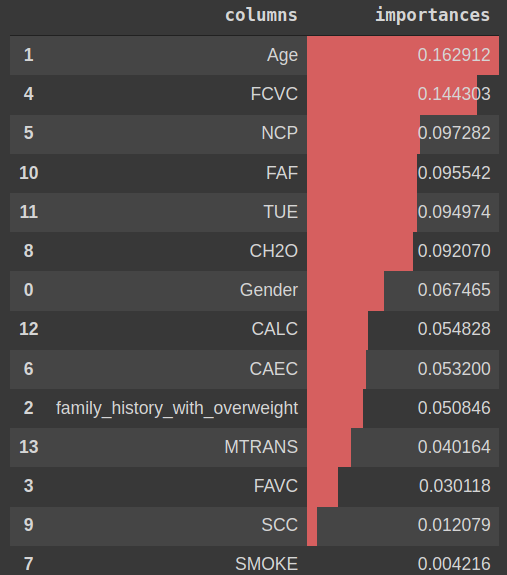 columns importances
1 Age 0.162912
4 FCVC 0.144303
5 NCP 0.097282
10 FAF 0.095542
11 TUE 0.094974
8 CH2O 0.092070
0 Gender 0.067465
12 CALC 0.054828
6 CAEC 0.053200
2 family_history_with_overweight 0.050846
13 MTRANS 0.040164
3 FAVC 0.030118
9 SCC 0.012079
7 SMOKE 0.004216